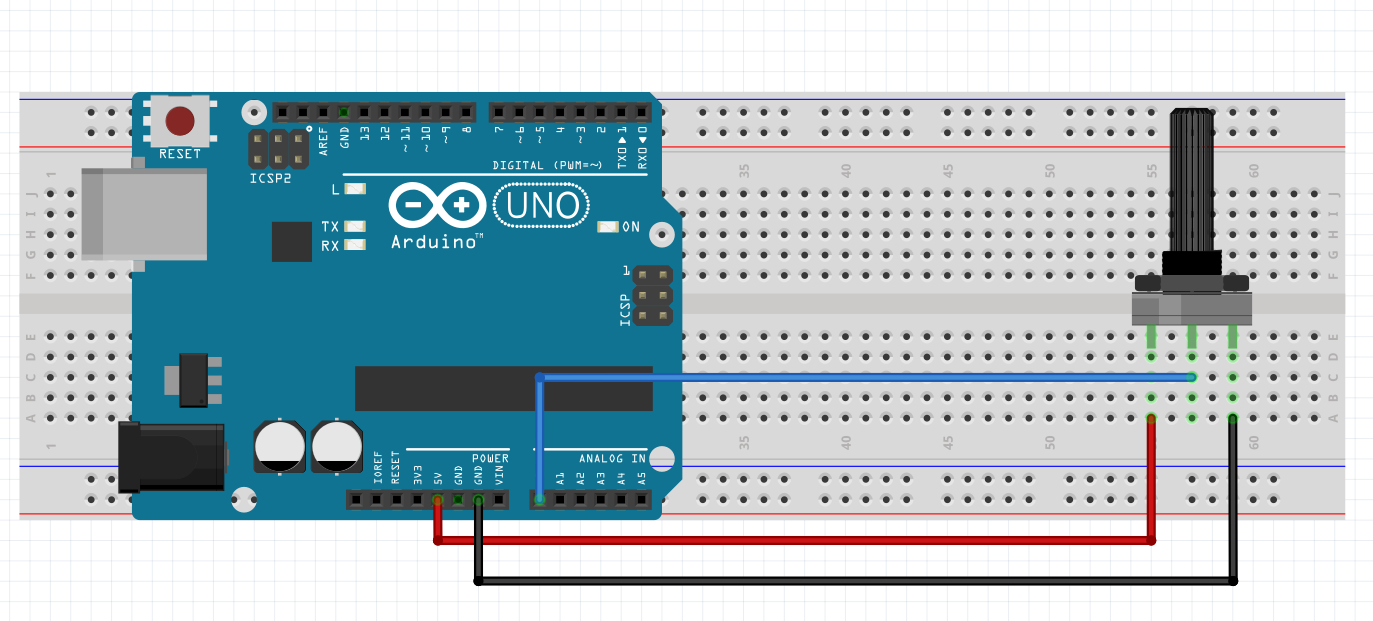 RESET
ICSP2
AREF
GND
13
12
~11
~10
~9
8
7
~6
~5
4
~3
2
TX0▶1
RX0◀0
DIGITAL (PWM=~)
L
TX
RX
UNO
Arduino™
ON
1
ICSP
POWER
ANALOG IN
IOREF
RESET
3V3
5V
GND
GND
VIN
A1
A2
A3
A4
A5
1
35
40
45
50
55
60
J
I
H
G
F
J
I
H
G
F
E
D
C
B
A
E
D
C
B
A
1
35
40
45
50
60